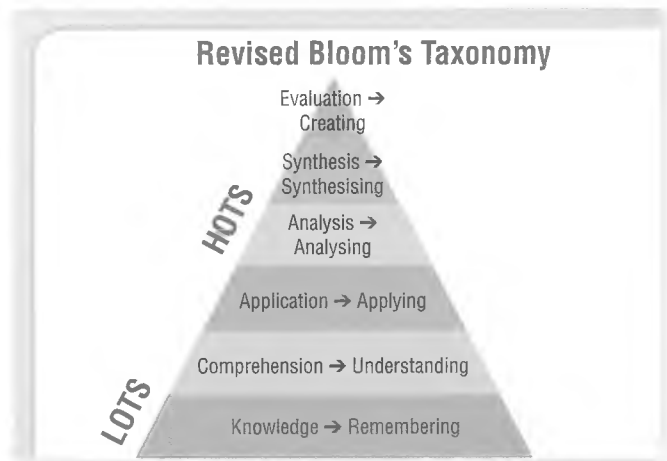 Revised Bloom's Taxonomy
Evaluation →
Creating
Synthesis →
Synthesising
HOTS
Analysis →
Analysing
Application → Applying
Comprehension → Understanding
LOTS
Knowledge → Remembering